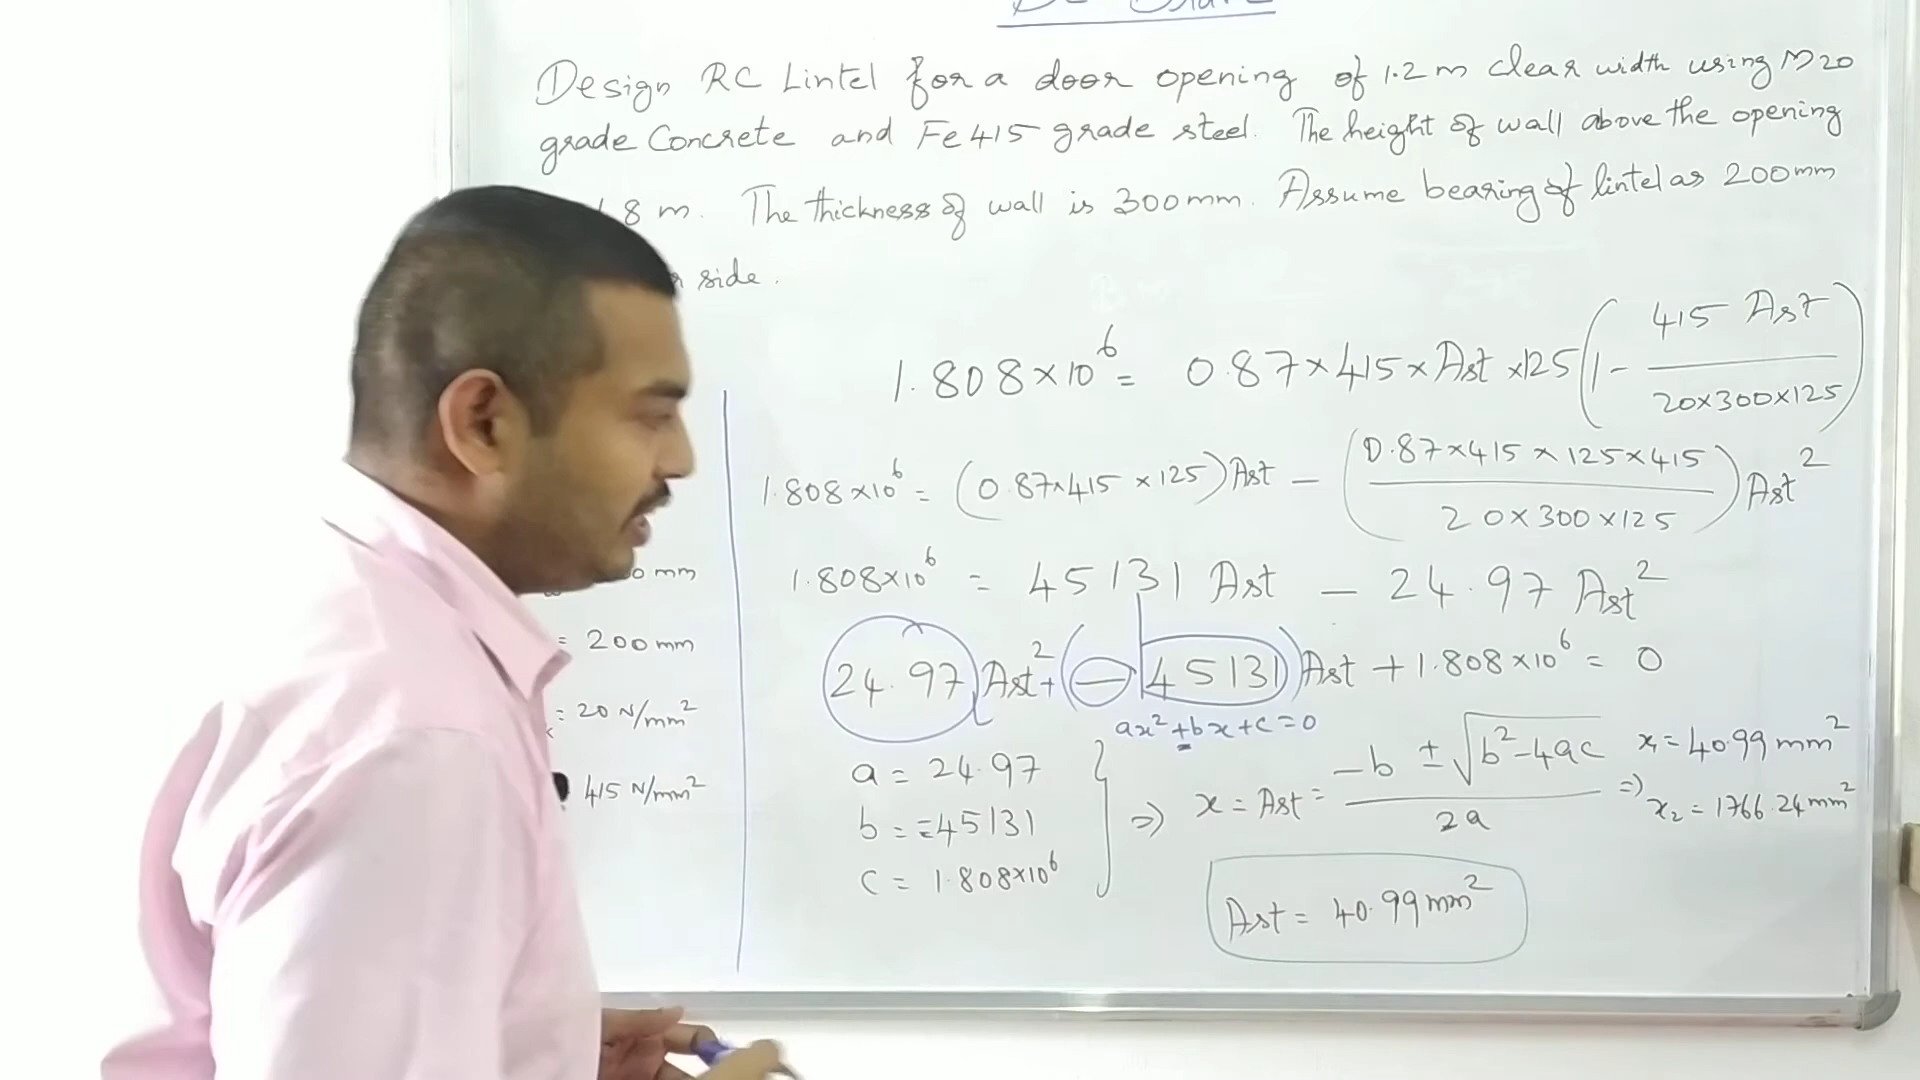 Design RC Lintel for a door opening of 1.2 m clear width using M20
grade Concrete and Fe415 grade steel. The height of wall above the opening
8 m. The thickness of wall is 300mm. Assume bearing of lintel as 200mm
side.
1.808×10⁶ = 0.87×415×Ast×125(1 - 415 Ast / 20×300×125)
1.808×10⁶ = (0.87×415×125)Ast - (0.87×415×125×415 / 20×300×125)Ast²
1.808×10⁶ = 45131 Ast - 24.97 Ast²
24.97 Ast² + (-45131)Ast + 1.808×10⁶ = 0
ax²+bx+c=0
a = 24.97
b = -45131
c = 1.808×10⁶
⇒ x = Ast = -b ± √b²-4ac / 2a
⇒ x₁ = 40.99 mm²
x₂ = 1766.24 mm²
Ast = 40.99 mm²
0 mm
= 200 mm
= 20 N/mm²
415 N/mm²